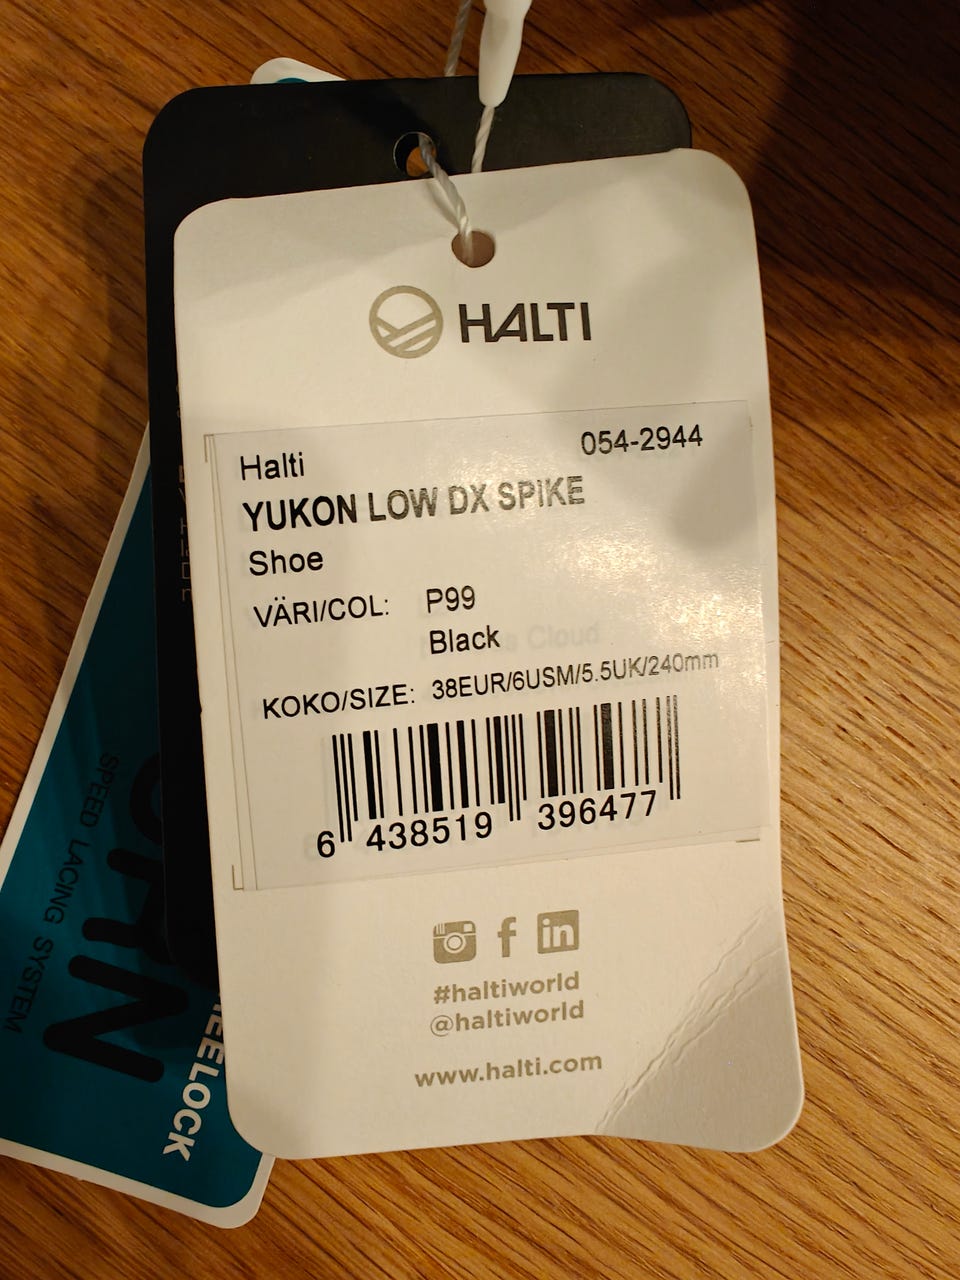 HALTI
Halti 054-2944
YUKON LOW DX SPIKE
Shoe
VÄRI/COL: P99
Black
Cloud
KOKO/SIZE: 38EUR/6USM/5.5UK/240mm
6 438519 396477
#haltiworld
@haltiworld
www.halti.com
SPEED LACING SYSTEM